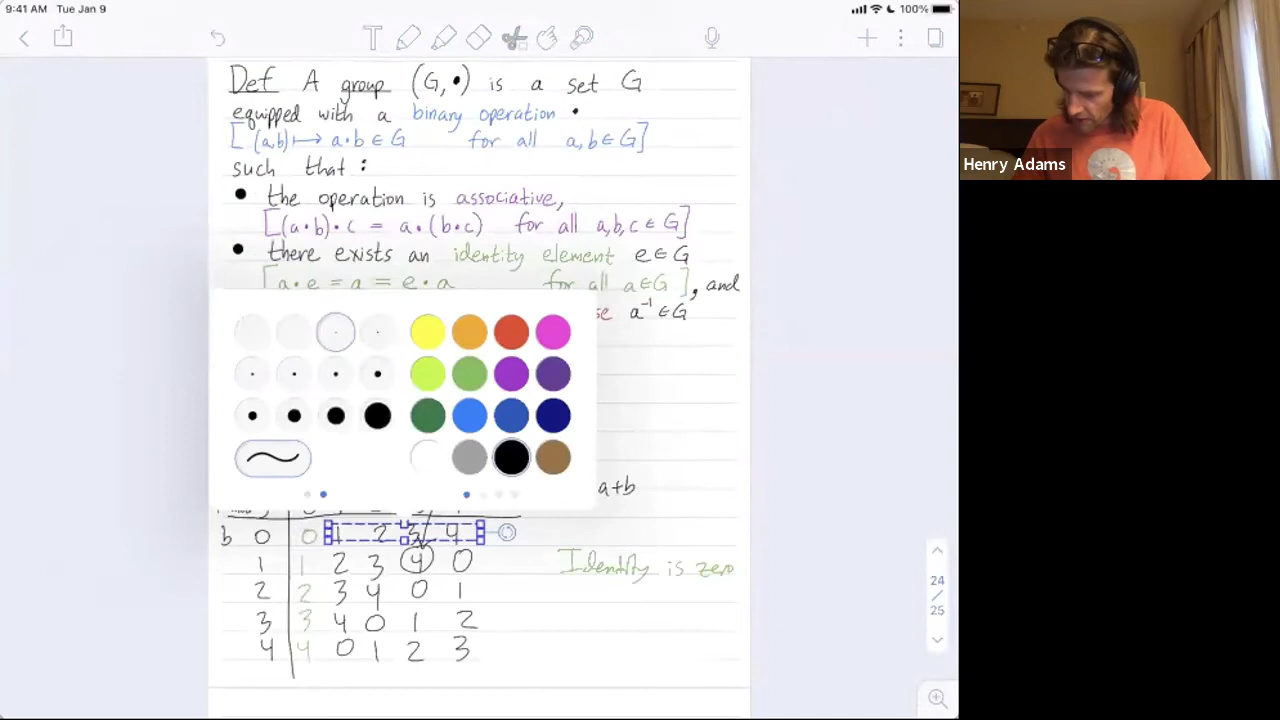 9:41 AM Tue Jan 9
100%
Def A group (G, •) is a set G
equipped with a binary operation •
[(a,b) ↦ a•b ∈ G for all a,b ∈ G]
such that :
• the operation is associative,
[(a•b)•c = a•(b•c) for all a,b,c ∈ G]
• there exists an identity element e ∈ G
[a•e = a = e•a for all a ∈ G], and
a⁻¹ ∈ G
a+b
b 0 0 1 2 3 4
1 1 2 3 4 0
2 2 3 4 0 1
3 3 4 0 1 2
4 4 0 1 2 3
Identity is zero
24
/
25
Henry Adams